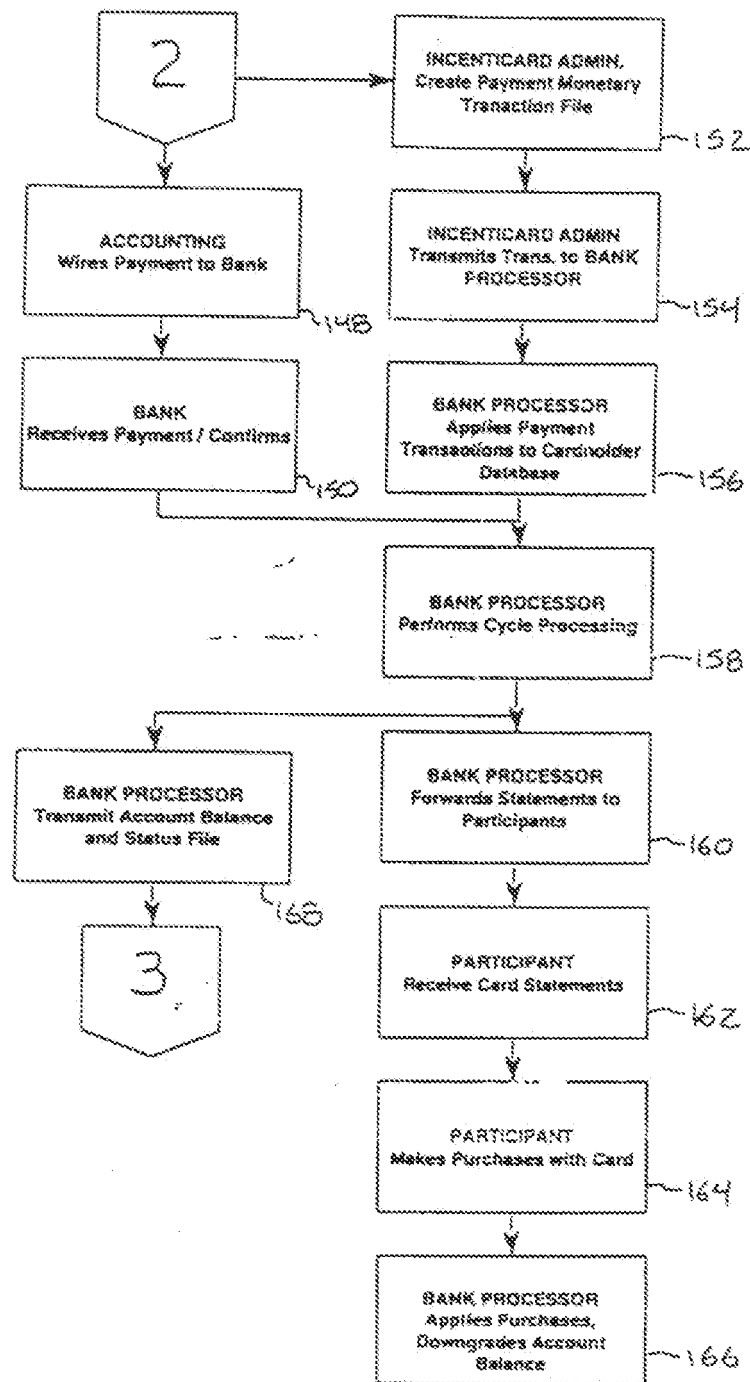 2
INCENTICARD ADMIN.
Create Payment Monetary
Tranaction File
152
ACCOUNTING
Wires Payment to Bank
148
INCENTICARD ADMIN
Transmits Trans. to BANK
PROCESSOR
154
BANK
Receives Payment / Confirms
150
BANK PROCESSOR
Applies Payment
Transactions to Cardholder
Database
156
BANK PROCESSOR
Performs Cycle Processing
158
BANK PROCESSOR
Transmit Account Balance
and Status File
168
BANK PROCESSOR
Forwards Statements to
Participants
160
3
PARTICIPANT
Receive Card Statements
162
PARTICIPANT
Makes Purchases with Card
164
BANK PROCESSOR
Applies Purchases,
Downgrades Account
Balance
166